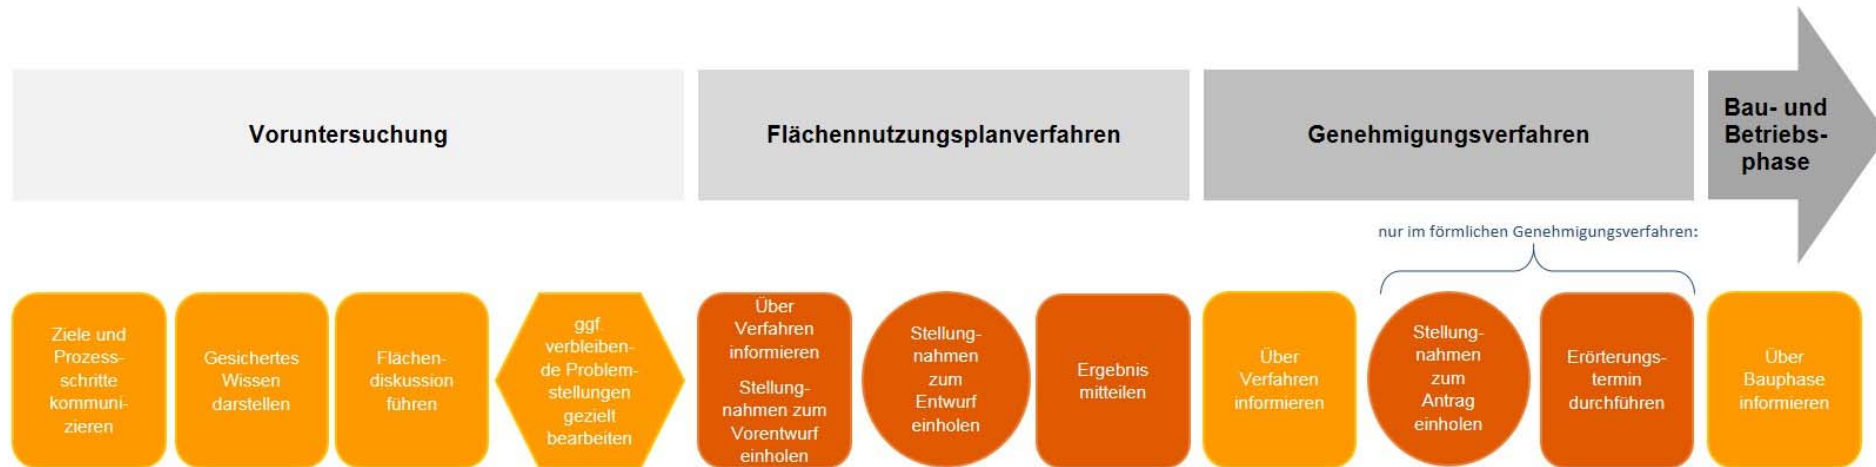 Voruntersuchung
Flächennutzungsplanverfahren
Genehmigungsverfahren
Bau- und
Betriebs-
phase
nur im förmlichen Genehmigungsverfahren:
Ziele und
Prozess-
schritte
kommuni-
zieren
Gesichertes
Wissen
darstellen
Flächen-
diskussion
führen
ggf.
verbleiben-
de Problem-
stellungen
gezielt
bearbeiten
Über
Verfahren
informieren
Stellung-
nahmen zum
Vorentwurf
einholen
Stellung-
nahmen
zum
Entwurf
einholen
Ergebnis
mitteilen
Über
Verfahren
informieren
Stellung-
nahmen
zum
Antrag
einholen
Erörterungs-
termin
durchführen
Über
Bauphase
informieren